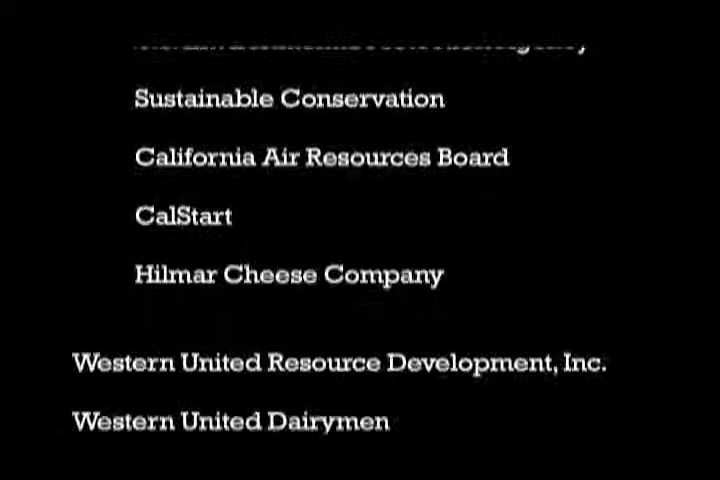 Sustainable Conservation
California Air Resources Board
CalStart
Hilmar Cheese Company
Western United Resource Development, Inc.
Western United Dairymen